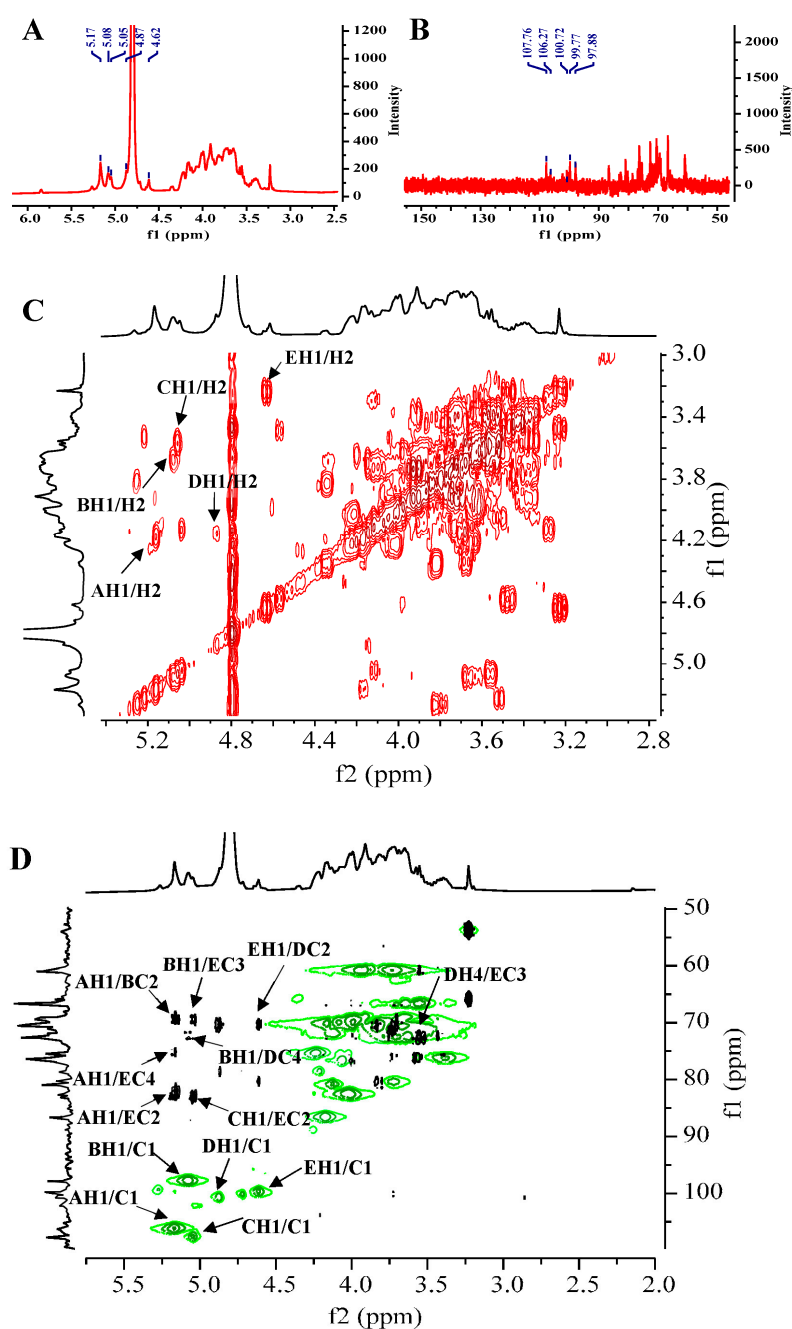 A
5.17
5.08
5.05
4.87
4.62
1200
1000
800
600
400
200
0
Intensity
6.0 5.5 5.0 4.5 4.0 3.5 3.0 2.5
f1 (ppm)
B
107.76
106.27
100.72
99.77
97.88
2000
1500
1000
500
0
Intensity
150 130 110 90 70 50
f1 (ppm)
C
EH1/H2
CH1/H2
BH1/H2
DH1/H2
AH1/H2
3.0
3.4
3.8
4.2
4.6
5.0
f1 (ppm)
5.2 4.8 4.4 4.0 3.6 3.2 2.8
f2 (ppm)
D
BH1/EC3
EH1/DC2
AH1/BC2
DH4/EC3
BH1/DC4
AH1/EC4
AH1/EC2
CH1/EC2
BH1/C1
DH1/C1
EH1/C1
AH1/C1
CH1/C1
50
60
70
80
90
100
f1 (ppm)
5.5 5.0 4.5 4.0 3.5 3.0 2.5 2.0
f2 (ppm)